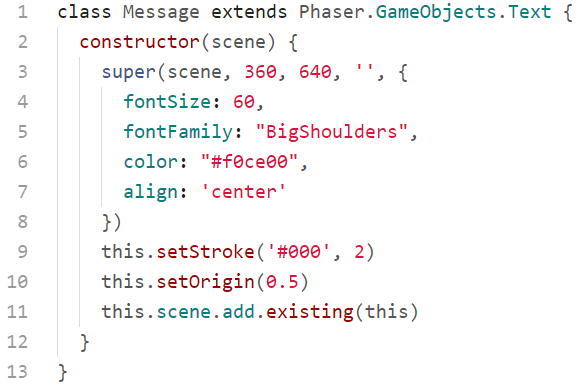 1 class Message extends Phaser.GameObjects.Text {
2   constructor(scene) {
3     super(scene, 360, 640, '', {
4       fontSize: 60,
5       fontFamily: "BigShoulders",
6       color: "#f0ce00",
7       align: 'center'
8     })
9     this.setStroke('#000', 2)
10     this.setOrigin(0.5)
11     this.scene.add.existing(this)
12   }
13 }